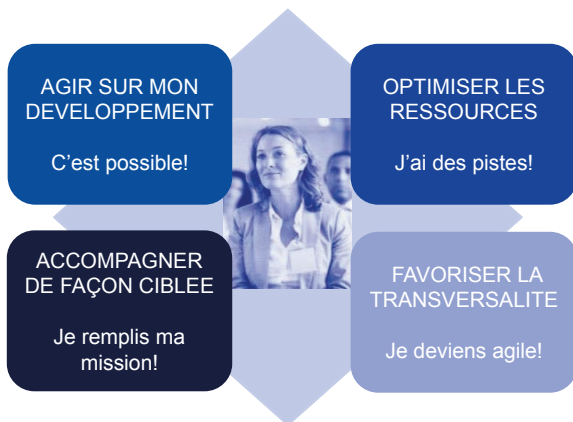 AGIR SUR MON
DEVELOPPEMENT
C'est possible!
OPTIMISER LES
RESSOURCES
J'ai des pistes!
ACCOMPAGNER
DE FAÇON CIBLEE
Je remplis ma
mission!
FAVORISER LA
TRANSVERSALITE
Je deviens agile!